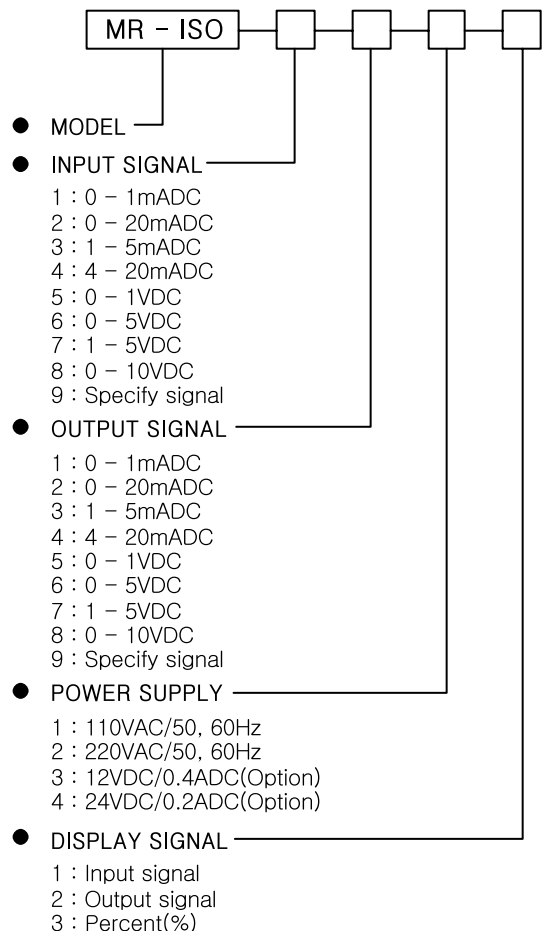 MR - ISO
● MODEL
● INPUT SIGNAL
1 : 0 - 1mADC
2 : 0 - 20mADC
3 : 1 - 5mADC
4 : 4 - 20mADC
5 : 0 - 1VDC
6 : 0 - 5VDC
7 : 1 - 5VDC
8 : 0 - 10VDC
9 : Specify signal
● OUTPUT SIGNAL
1 : 0 - 1mADC
2 : 0 - 20mADC
3 : 1 - 5mADC
4 : 4 - 20mADC
5 : 0 - 1VDC
6 : 0 - 5VDC
7 : 1 - 5VDC
8 : 0 - 10VDC
9 : Specify signal
● POWER SUPPLY
1 : 110VAC/50, 60Hz
2 : 220VAC/50, 60Hz
3 : 12VDC/0.4ADC(Option)
4 : 24VDC/0.2ADC(Option)
● DISPLAY SIGNAL
1 : Input signal
2 : Output signal
3 : Percent(%)